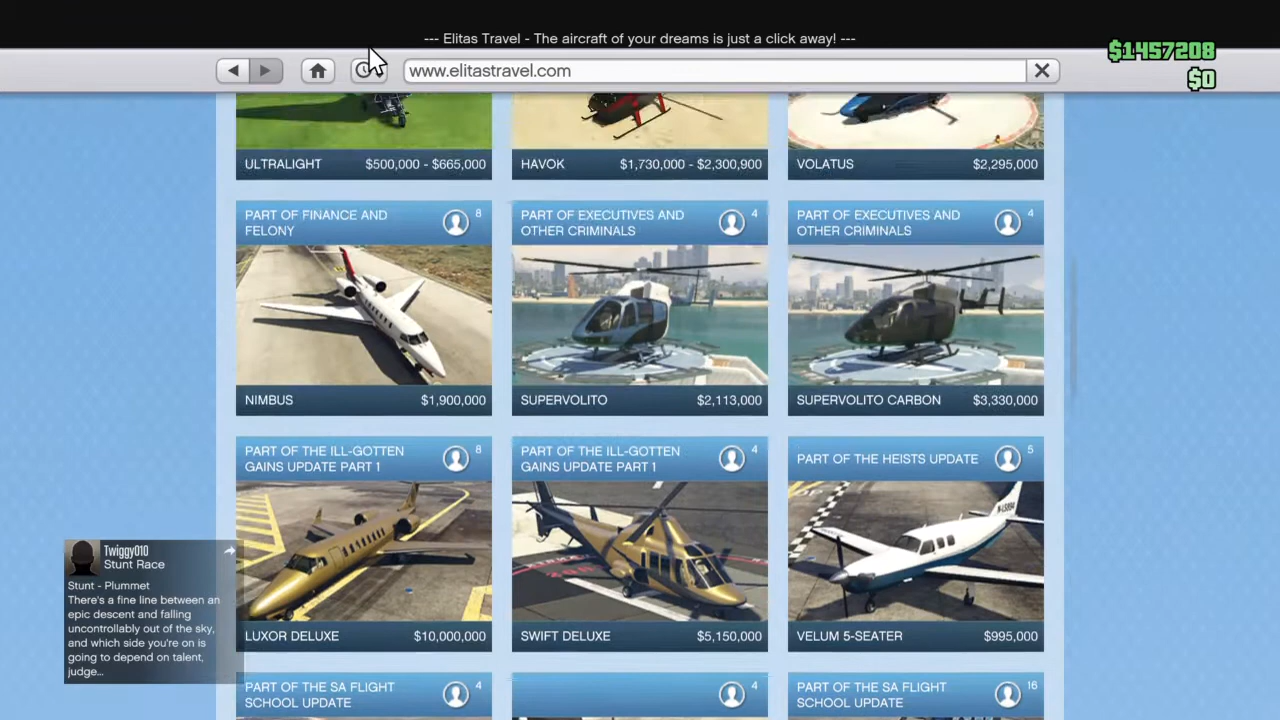 --- Elitas Travel - The aircraft of your dreams is just a click away! ---
$1457208
www.elitastravel.com
$0
ULTRALIGHT $500,000 - $665,000
HAVOK $1,730,000 - $2,300,900
VOLATUS $2,295,000
PART OF FINANCE AND
FELONY
8
PART OF EXECUTIVES AND
OTHER CRIMINALS
4
PART OF EXECUTIVES AND
OTHER CRIMINALS
4
NIMBUS $1,900,000
SUPERVOLITO $2,113,000
SUPERVOLITO CARBON $3,330,000
PART OF THE ILL-GOTTEN
GAINS UPDATE PART 1
8
PART OF THE ILL-GOTTEN
GAINS UPDATE PART 1
4
PART OF THE HEISTS UPDATE
5
LUXOR DELUXE $10,000,000
SWIFT DELUXE $5,150,000
VELUM 5-SEATER $995,000
Twiggy010
Stunt Race
Stunt - Plummet
There's a fine line between an
epic descent and falling
uncontrollably out of the sky,
and which side you're on is
going to depend on talent,
judge...
PART OF THE SA FLIGHT
SCHOOL UPDATE
4
4
PART OF THE SA FLIGHT
SCHOOL UPDATE
16